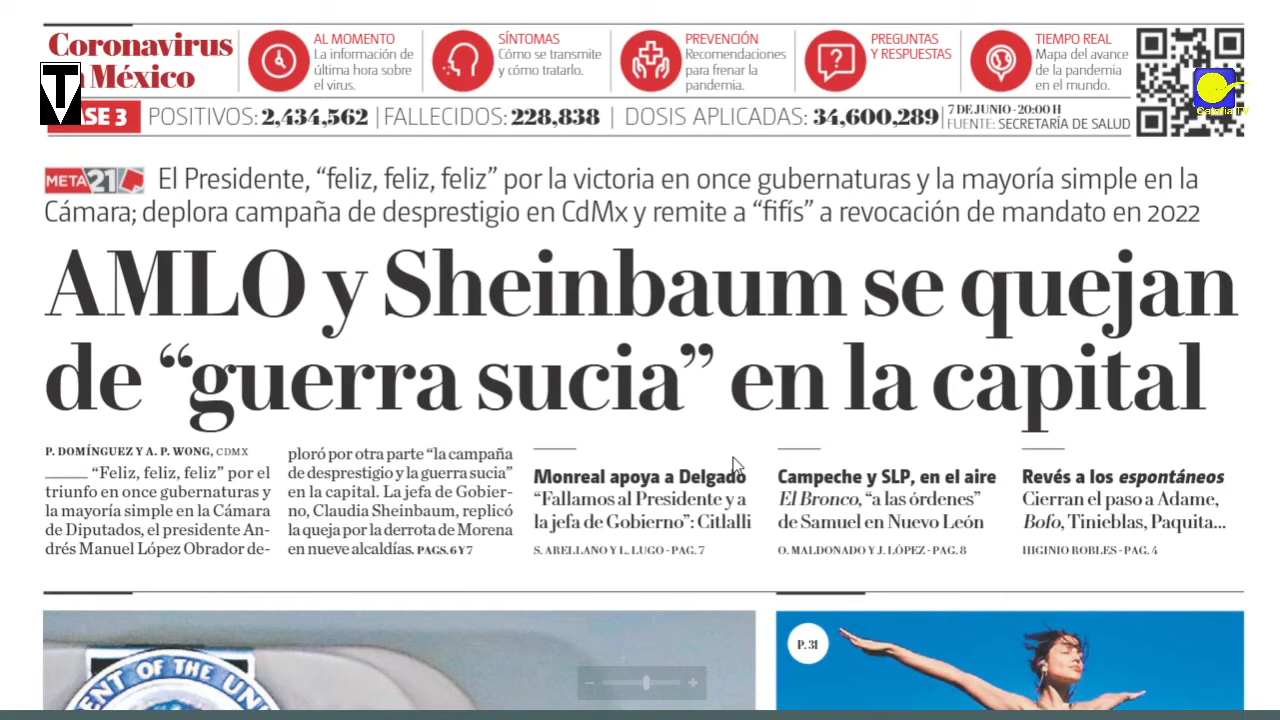 Coronavirus
México
AL MOMENTO
La información de
última hora sobre
el virus.
SÍNTOMAS
Cómo se transmite
y cómo tratarlo.
PREVENCIÓN
Recomendaciones
para frenar la
pandemia.
PREGUNTAS
Y RESPUESTAS
TIEMPO REAL
Mapa del avance
de la pandemia
en el mundo.
ASE 3
POSITIVOS: 2,434,562 | FALLECIDOS: 228,838 | DOSIS APLICADAS: 34,600,289
7 DE JUNIO - 20:00 H
FUENTE: SECRETARÍA DE SALUD
META 21 El Presidente, “feliz, feliz, feliz” por la victoria en once gubernaturas y la mayoría simple en la
Cámara; deplora campaña de desprestigio en CdMx y remite a “fifís” a revocación de mandato en 2022
AMLO y Sheinbaum se quejan
de “guerra sucia” en la capital
P. DOMÍNGUEZ Y A. P. WONG, CDMX
“Feliz, feliz, feliz” por el
triunfo en once gubernaturas y
la mayoría simple en la Cámara
de Diputados, el presidente An-
drés Manuel López Obrador de-
ploró por otra parte “la campaña
de desprestigio y la guerra sucia”
en la capital. La jefa de Gobier-
no, Claudia Sheinbaum, replicó
la queja por la derrota de Morena
en nueve alcaldías. PAGS. 6 Y 7
Monreal apoya a Delgado
“Fallamos al Presidente y a
la jefa de Gobierno”: Citlalli
S. ARELLANO Y L. LUGO - PAG. 7
Campeche y SLP, en el aire
El Bronco, “a las órdenes”
de Samuel en Nuevo León
O. MALDONADO Y J. LÓPEZ - PAG. 8
Revés a los espontáneos
Cierran el paso a Adame,
Bofo, Tinieblas, Paquita...
HIGINIO ROBLES - PAG. 4
ENT OF THE UN
P. 31